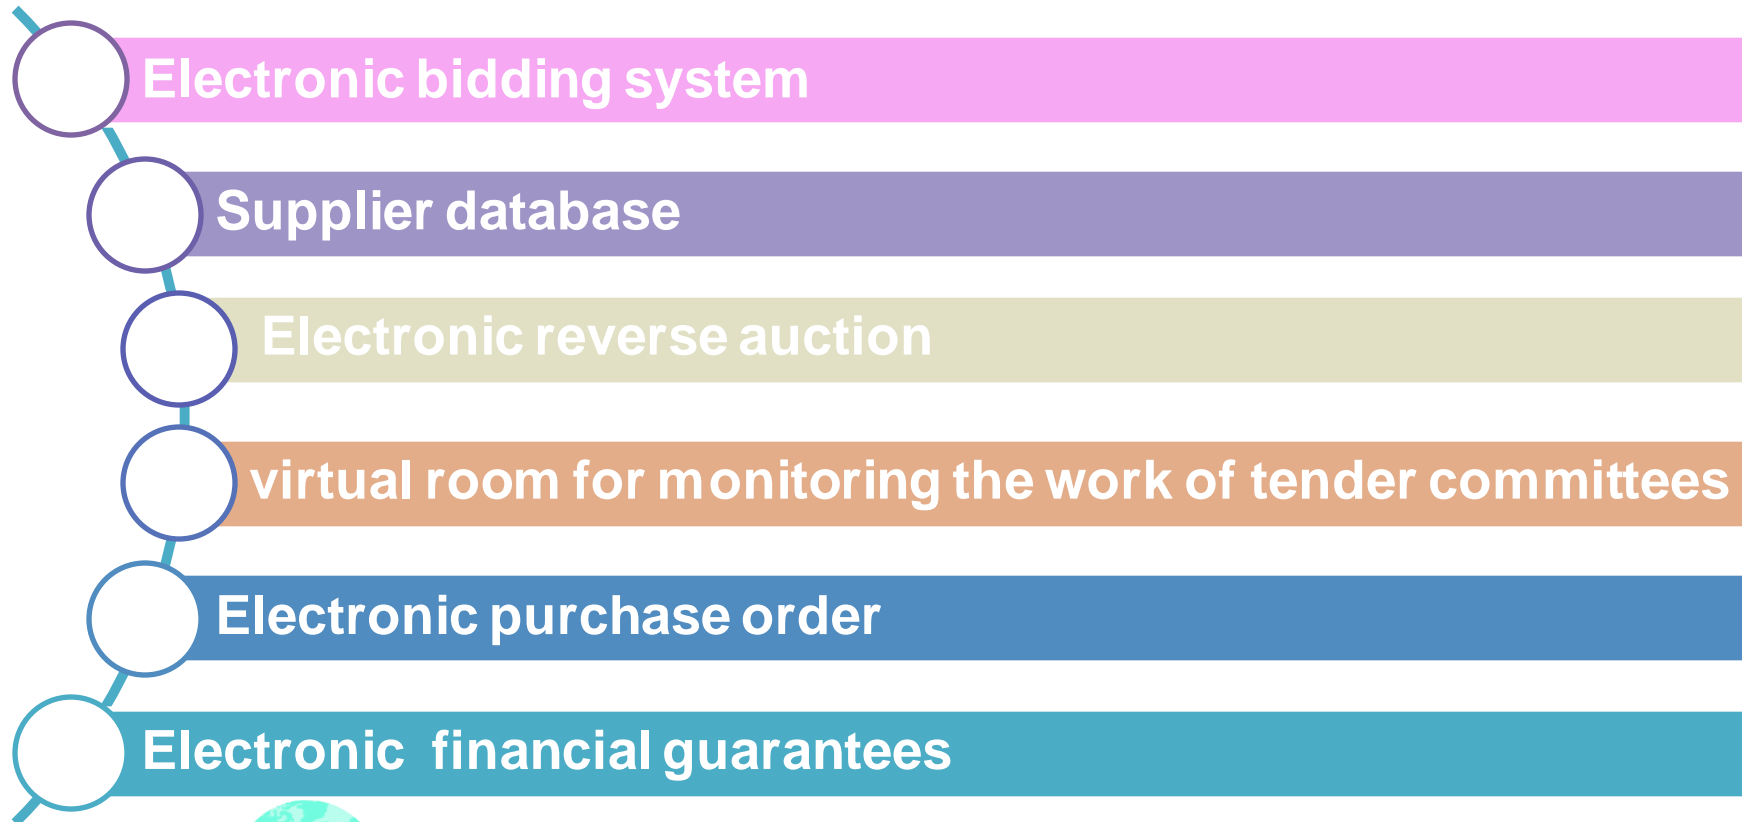 Electronic bidding system
Supplier database
Electronic reverse auction
virtual room for monitoring the work of tender committees
Electronic purchase order
Electronic financial guarantees